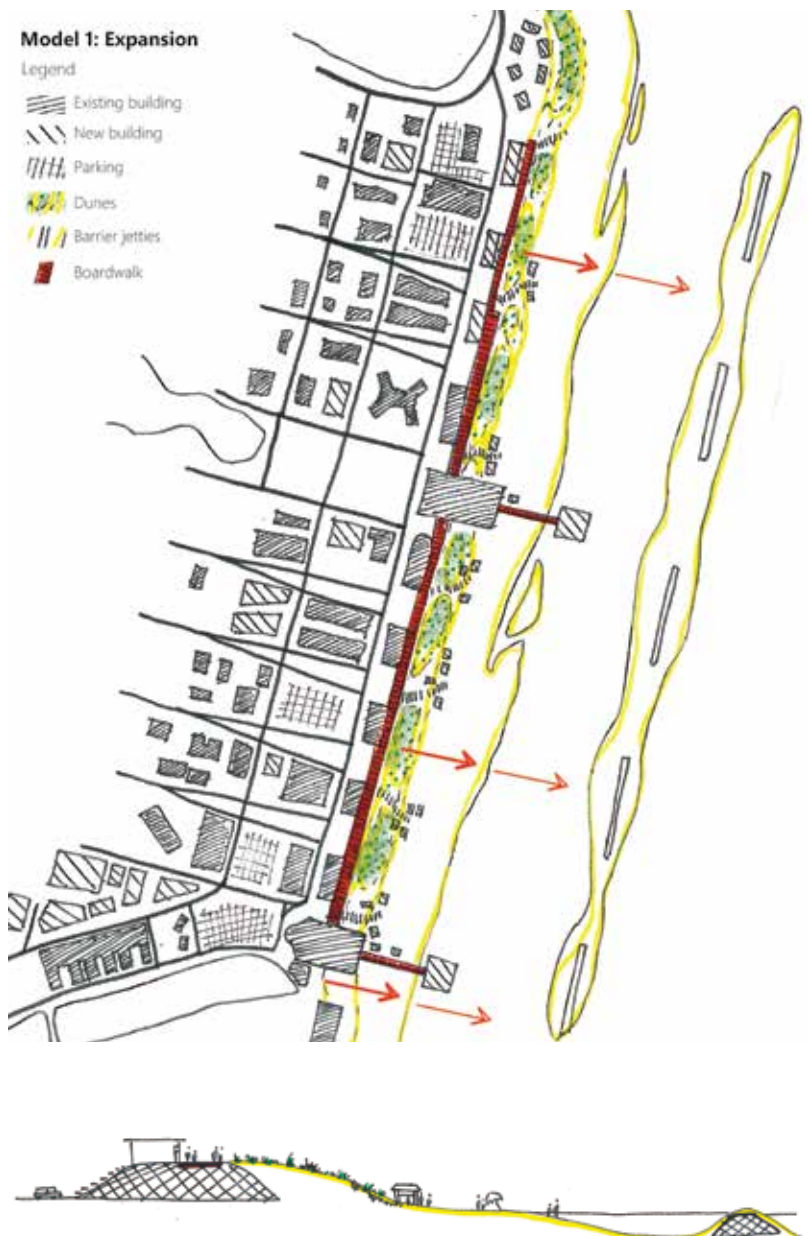 Model 1: Expansion
Legend
Existing building
New building
Parking
Dunes
Barrier jetties
Boardwalk